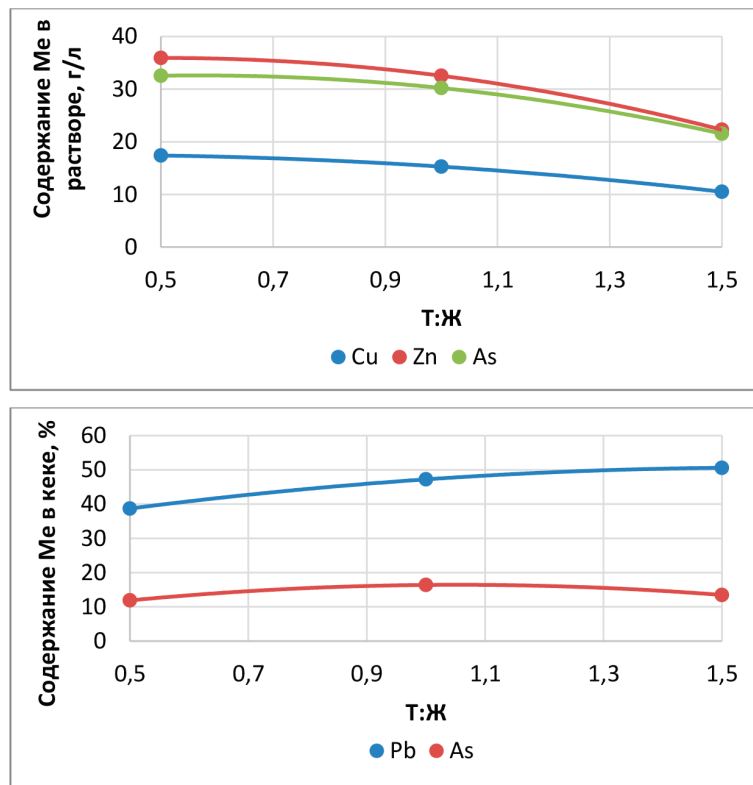 Содержание Ме в
растворе, г/л
40
30
20
10
0
0,5 0,7 0,9 1,1 1,3 1,5
Т:Ж
Cu Zn As
Содержание Ме в кеке, %
60
50
40
30
20
10
0
0,5 0,7 0,9 1,1 1,3 1,5
Т:Ж
Pb As